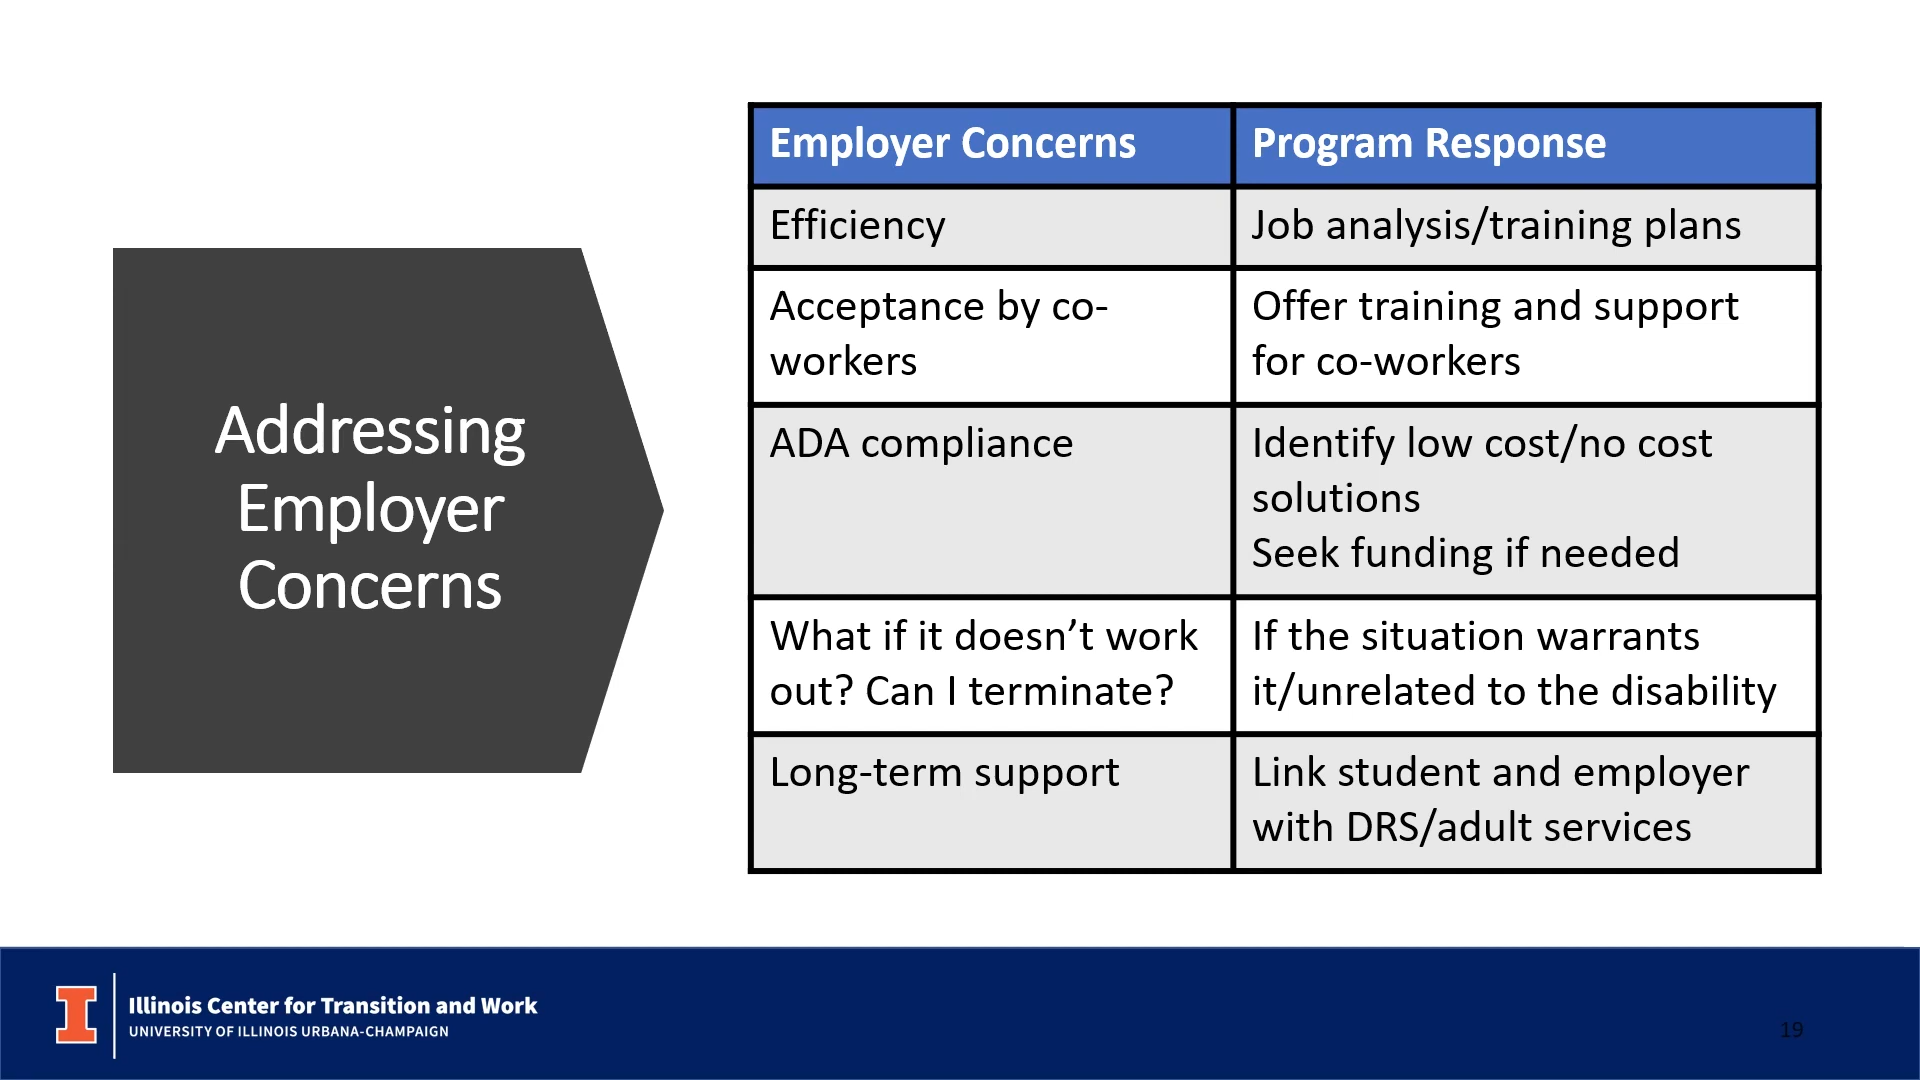 Addressing
Employer
Concerns
Employer Concerns
Program Response
Efficiency
Job analysis/training plans
Acceptance by co-
workers
Offer training and support
for co-workers
ADA compliance
Identify low cost/no cost
solutions
Seek funding if needed
What if it doesn’t work
out? Can I terminate?
If the situation warrants
it/unrelated to the disability
Long-term support
Link student and employer
with DRS/adult services
I
Illinois Center for Transition and Work
UNIVERSITY OF ILLINOIS URBANA-CHAMPAIGN
19